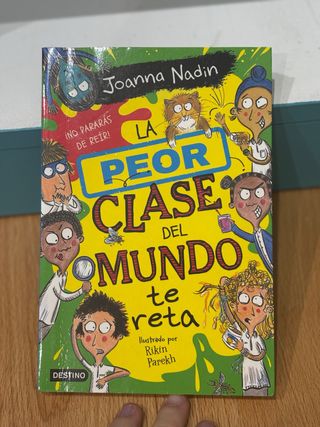 Joanna Nadin
¡NO PARARÁS
DE REÍR!
LA
PEOR
CLASE
DEL
MUNDO
te
reta
Ilustrado por
Rikin
Parekh
DESTINO